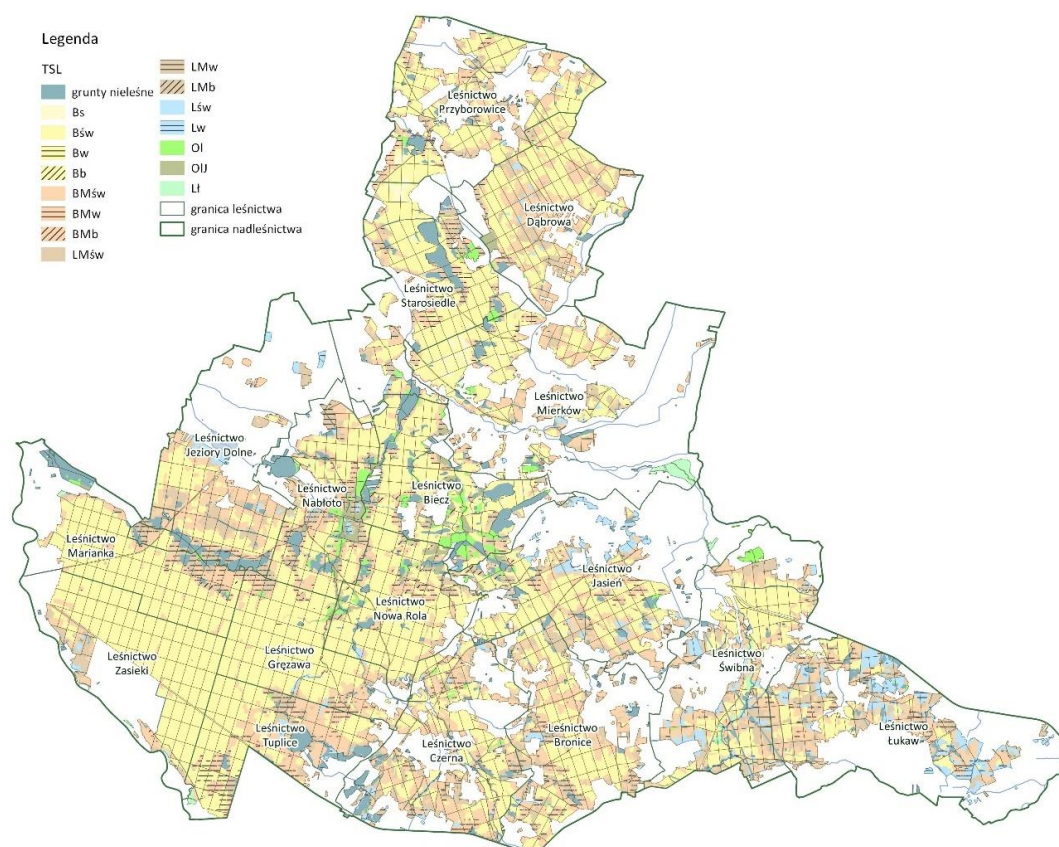 Legenda
TSL
grunty nieleśne
Bs
Bśw
Bw
Bb
BMśw
BMw
BMb
LMśw
LMw
LMb
Lśw
Lw
Ol
OlJ
Lł
granica leśnictwa
granica nadleśnictwa
Leśnictwo
Przyborowice
Leśnictwo
Dąbrowa
Leśnictwo
Starosiedle
Leśnictwo
Mierków
Leśnictwo
Jeziory Dolne
Leśnictwo
Nabłoto
Leśnictwo
Biecz
Leśnictwo
Marianka
Leśnictwo
Jasień
Leśnictwo
Nowa Rola
Leśnictwo
Zasieki
Leśnictwo
Gręzawa
Leśnictwo
Świbna
Leśnictwo
Tuplice
Leśnictwo
Czerna
Leśnictwo
Bronice
Leśnictwo
Łukaw